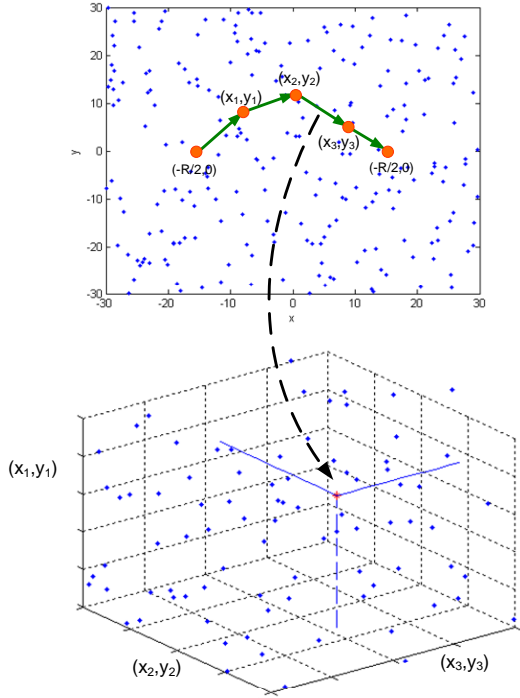 30
20
(x2,y2)
(x1,y1)
10
(x3,y3)
y
0
(-R/2,0)
(-R/2,0)
-10
-20
-30
-30 -20 -10 0 10 20 30
x
(x1,y1)
(x2,y2)
(x3,y3)